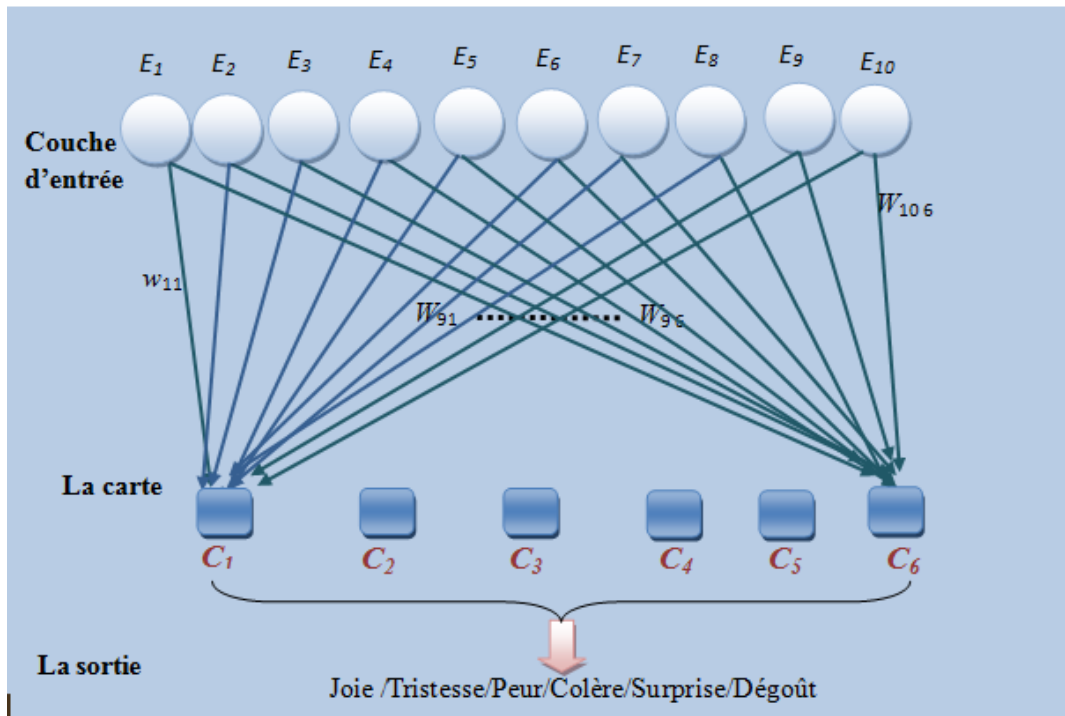 E1 E2 E3 E4 E5 E6 E7 E8 E9 E10
Couche
d'entrée
W10 6
w11
W91 W9 6
La carte
C1 C2 C3 C4 C5 C6
La sortie
Joie /Tristesse/Peur/Colère/Surprise/Dégoût